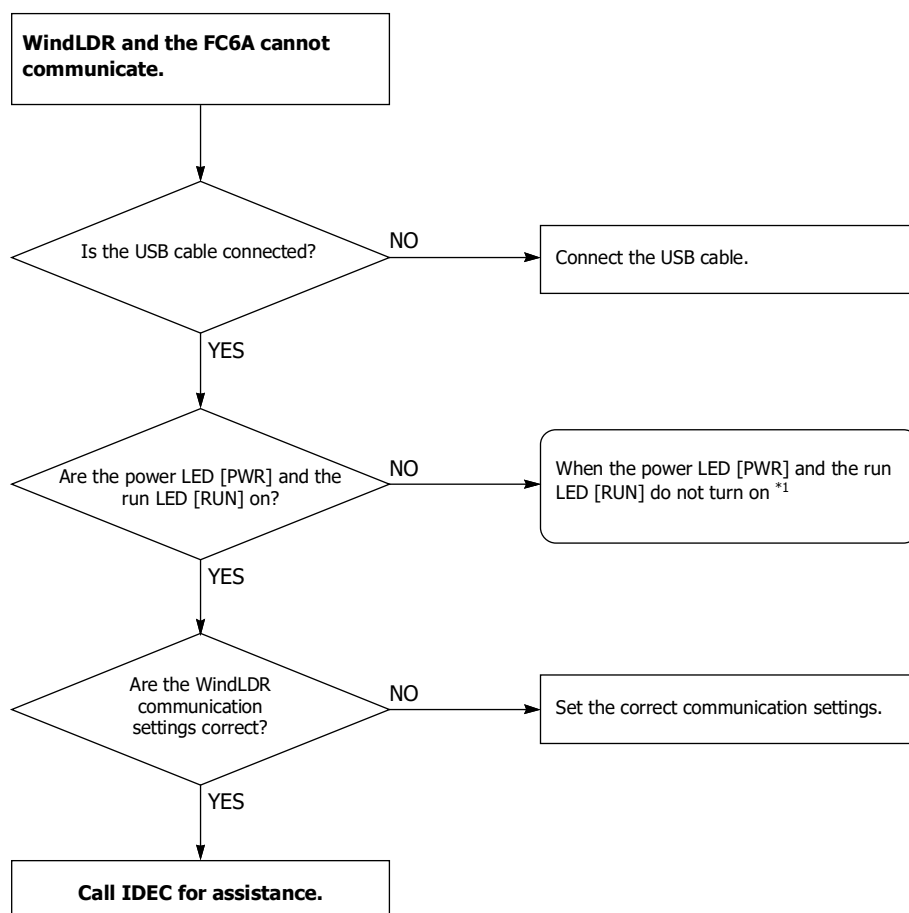 WindLDR and the FC6A cannot
communicate.
Is the USB cable connected?
NO
Connect the USB cable.
YES
Are the power LED [PWR] and the
run LED [RUN] on?
NO
When the power LED [PWR] and the run
LED [RUN] do not turn on *1
YES
Are the WindLDR
communication
settings correct?
NO
Set the correct communication settings.
YES
Call IDEC for assistance.